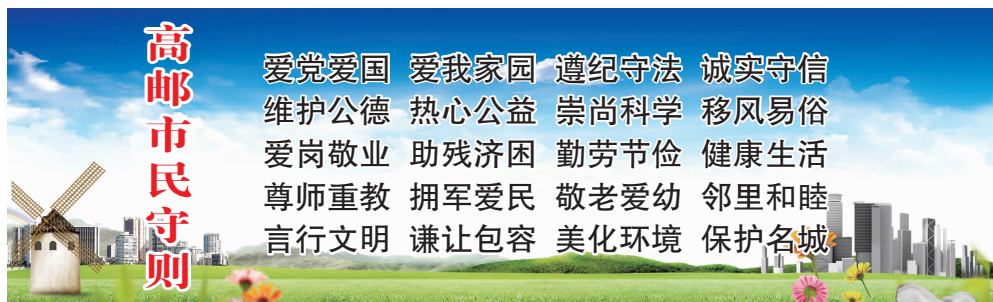 高邮市民守则
爱党爱国 爱我家园 遵纪守法 诚实守信
维护公德 热心公益 崇尚科学 移风易俗
爱岗敬业 助残济困 勤劳节俭 健康生活
尊师重教 拥军爱民 敬老爱幼 邻里和睦
言行文明 谦让包容 美化环境 保护名城